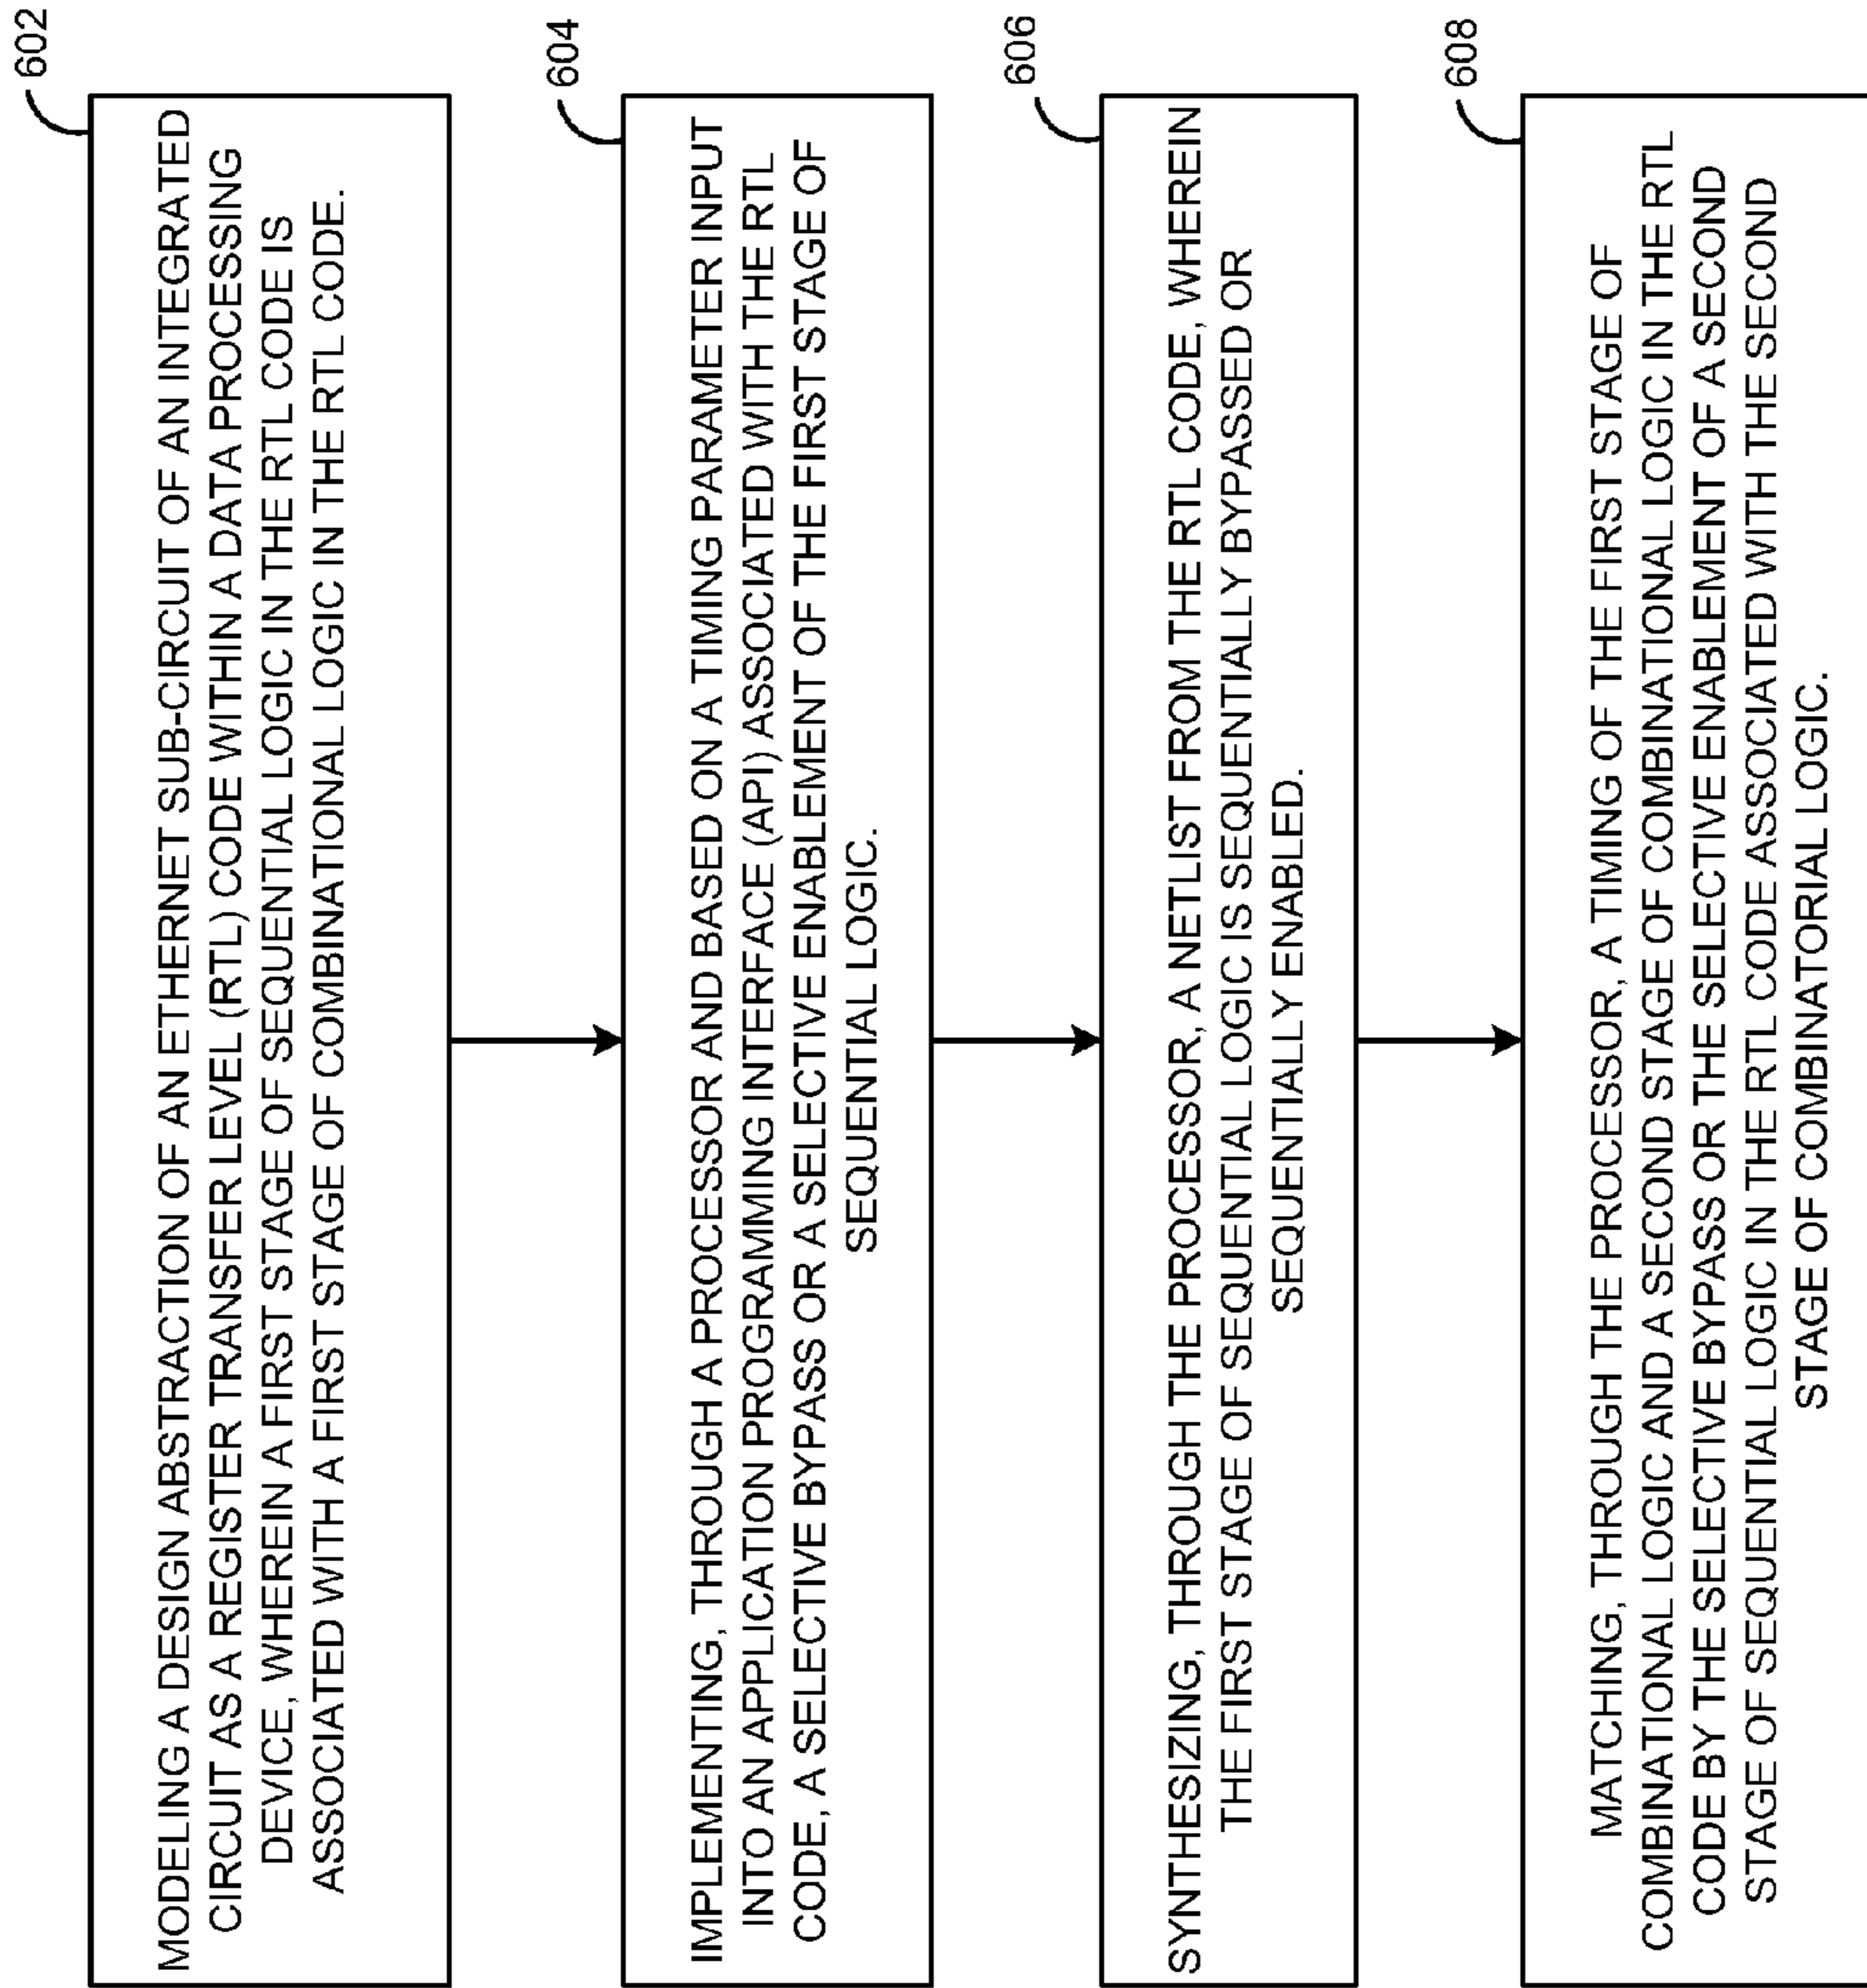 602
MODELING A DESIGN ABSTRACTION OF AN ETHERNET SUB-CIRCUIT OF AN INTEGRATED
CIRCUIT AS A REGISTER TRANSFER LEVEL (RTL) CODE WITHIN A DATA PROCESSING
DEVICE, WHEREIN A FIRST STAGE OF SEQUENTIAL LOGIC IN THE RTL CODE IS
ASSOCIATED WITH A FIRST STAGE OF COMBINATIONAL LOGIC IN THE RTL CODE.
604
IMPLEMENTING, THROUGH A PROCESSOR AND BASED ON A TIMING PARAMETER INPUT
INTO AN APPLICATION PROGRAMMING INTERFACE (API) ASSOCIATED WITH THE RTL
CODE, A SELECTIVE BYPASS OR A SELECTIVE ENABLEMENT OF THE FIRST STAGE OF
SEQUENTIAL LOGIC.
606
SYNTHESIZING, THROUGH THE PROCESSOR, A NETLIST FROM THE RTL CODE, WHEREIN
THE FIRST STAGE OF SEQUENTIAL LOGIC IS SEQUENTIALLY BYPASSED OR
SEQUENTIALLY ENABLED.
608
MATCHING, THROUGH THE PROCESSOR, A TIMING OF THE FIRST STAGE OF
COMBINATIONAL LOGIC AND A SECOND STAGE OF COMBINATIONAL LOGIC IN THE RTL
CODE BY THE SELECTIVE BYPASS OR THE SELECTIVE ENABLEMENT OF A SECOND
STAGE OF SEQUENTIAL LOGIC IN THE RTL CODE ASSOCIATED WITH THE SECOND
STAGE OF COMBINATORIAL LOGIC.